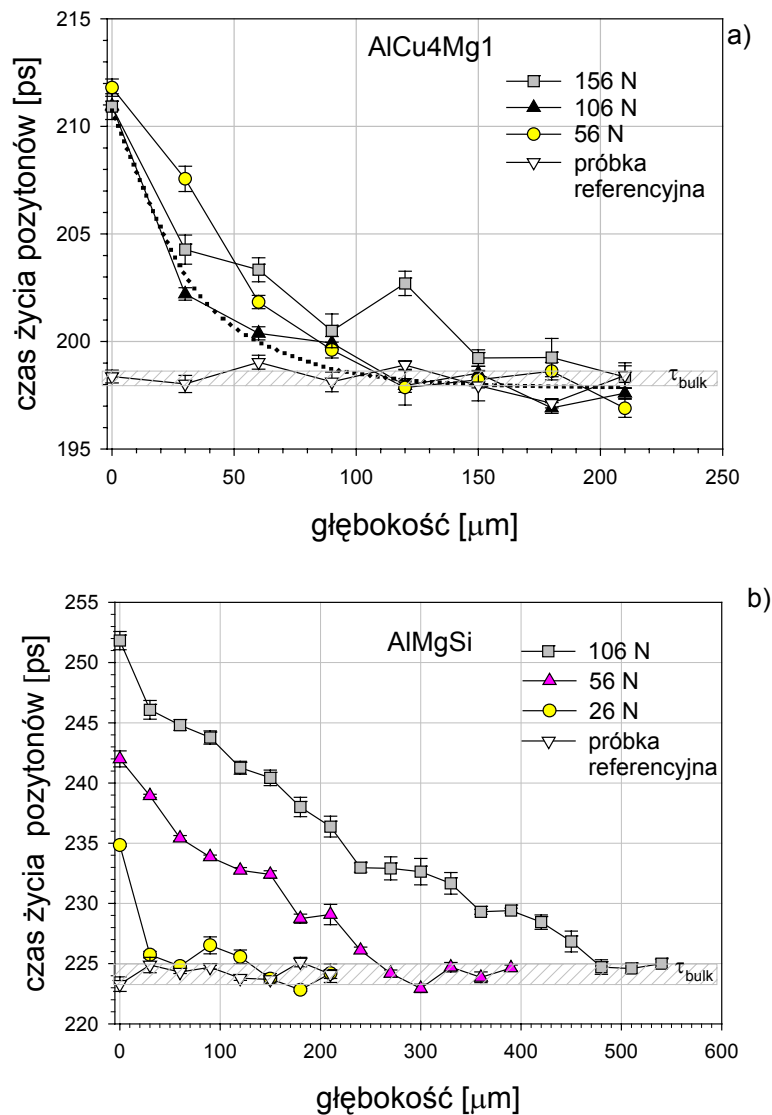 a)
AlCu4Mg1
156 N
106 N
56 N
próbka
referencyjna
czas życia pozytonów [ps]
215
210
205
200
195
τbulk
0 50 100 150 200 250
głębokość [μm]
b)
AlMgSi
106 N
56 N
26 N
próbka
referencyjna
czas życia pozytonów [ps]
255
250
245
240
235
230
225
220
τbulk
0 100 200 300 400 500 600
głębokość [μm]